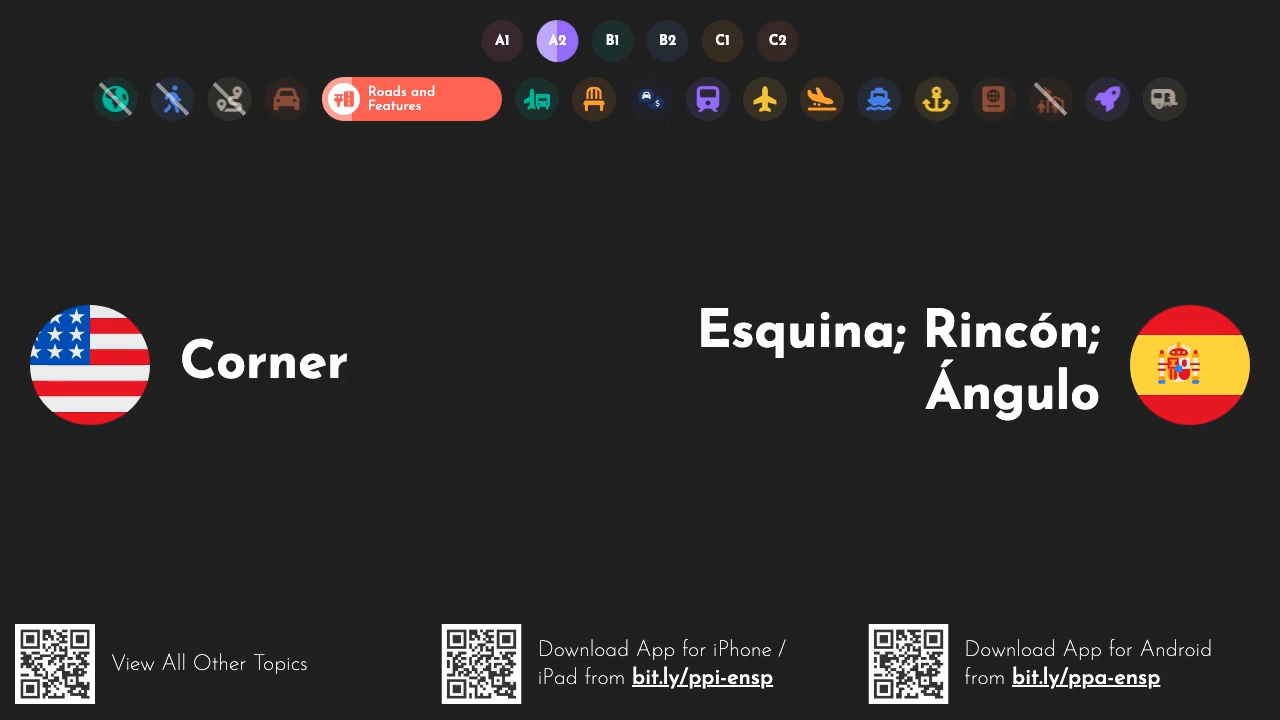 A1
A2
B1
B2
C1
C2
Roads and
Features
$
Corner
Esquina; Rincón;
Ángulo
View All Other Topics
Download App for iPhone /
iPad from bit.ly/ppi-ensp
Download App for Android
from bit.ly/ppa-ensp